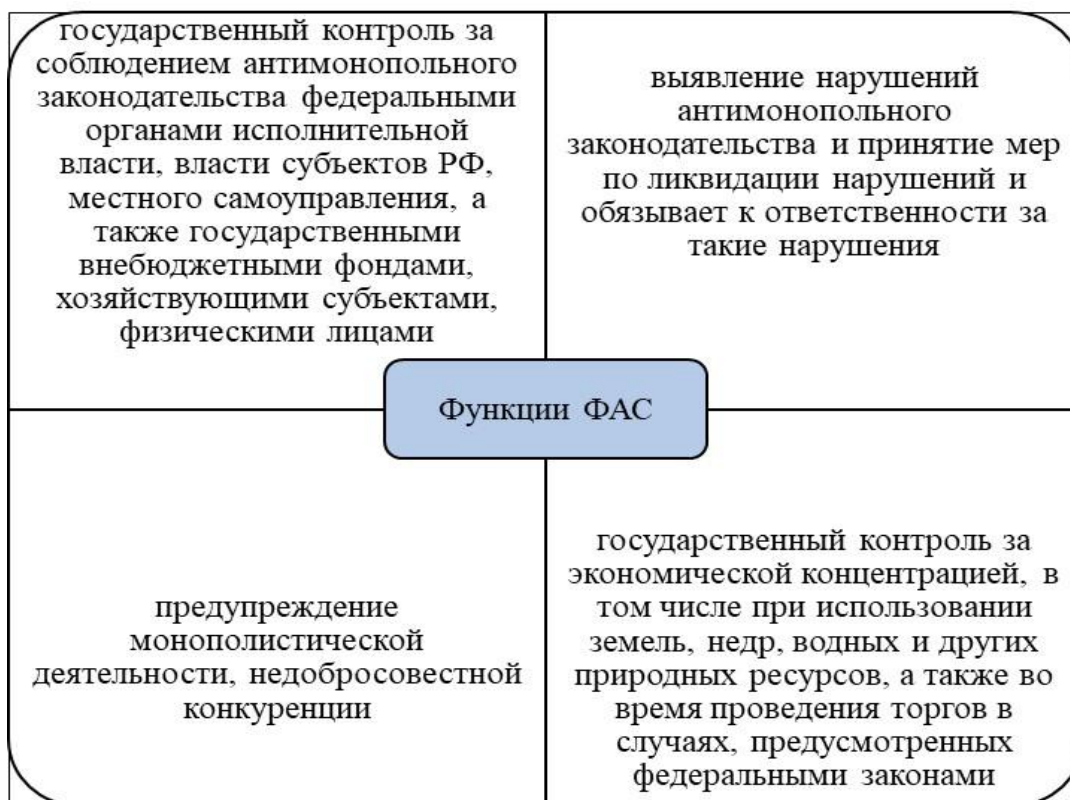 государственный контроль за
соблюдением антимонопольного
законодательства федеральными
органами исполнительной
власти, власти субъектов РФ,
местного самоуправления, а
также государственными
внебюджетными фондами,
хозяйствующими субъектами,
физическими лицами
выявление нарушений
антимонопольного
законодательства и принятие мер
по ликвидации нарушений и
обязывает к ответственности за
такие нарушения
Функции ФАС
предупреждение
монополистической
деятельности, недобросовестной
конкуренции
государственный контроль за
экономической концентрацией, в
том числе при использовании
земель, недр, водных и других
природных ресурсов, а также во
время проведения торгов в
случаях, предусмотренных
федеральными законами